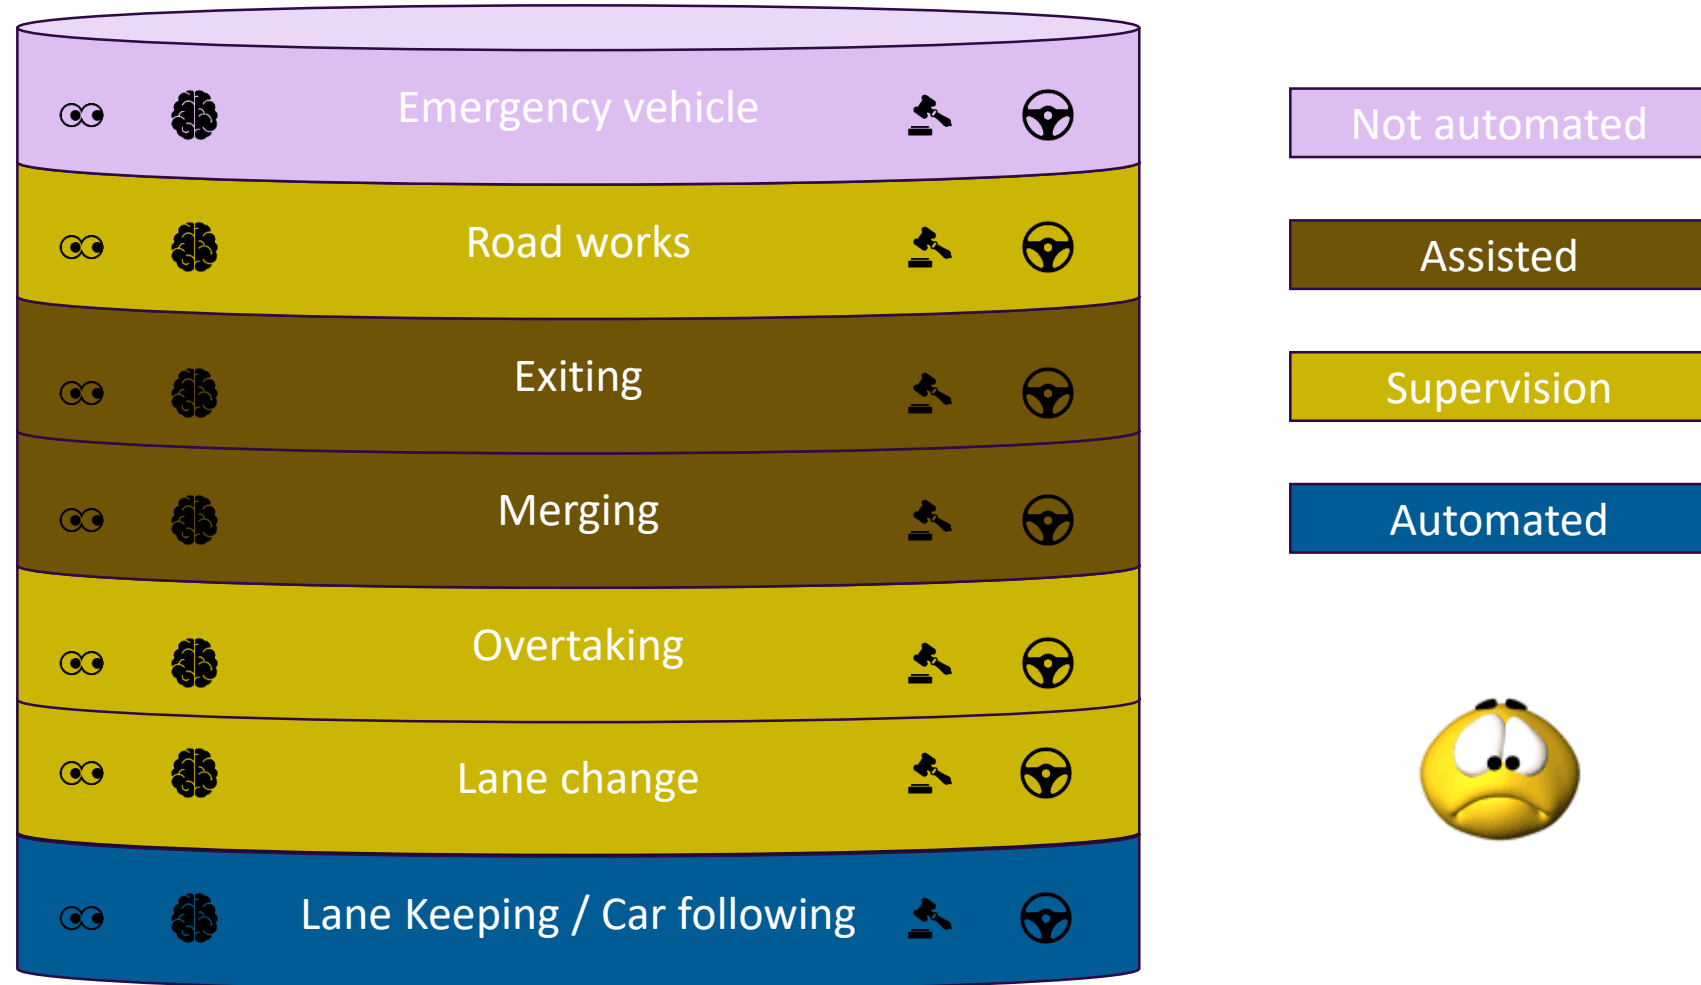 Emergency vehicle
Road works
Exiting
Merging
Overtaking
Lane change
Lane Keeping / Car following
Not automated
Assisted
Supervision
Automated